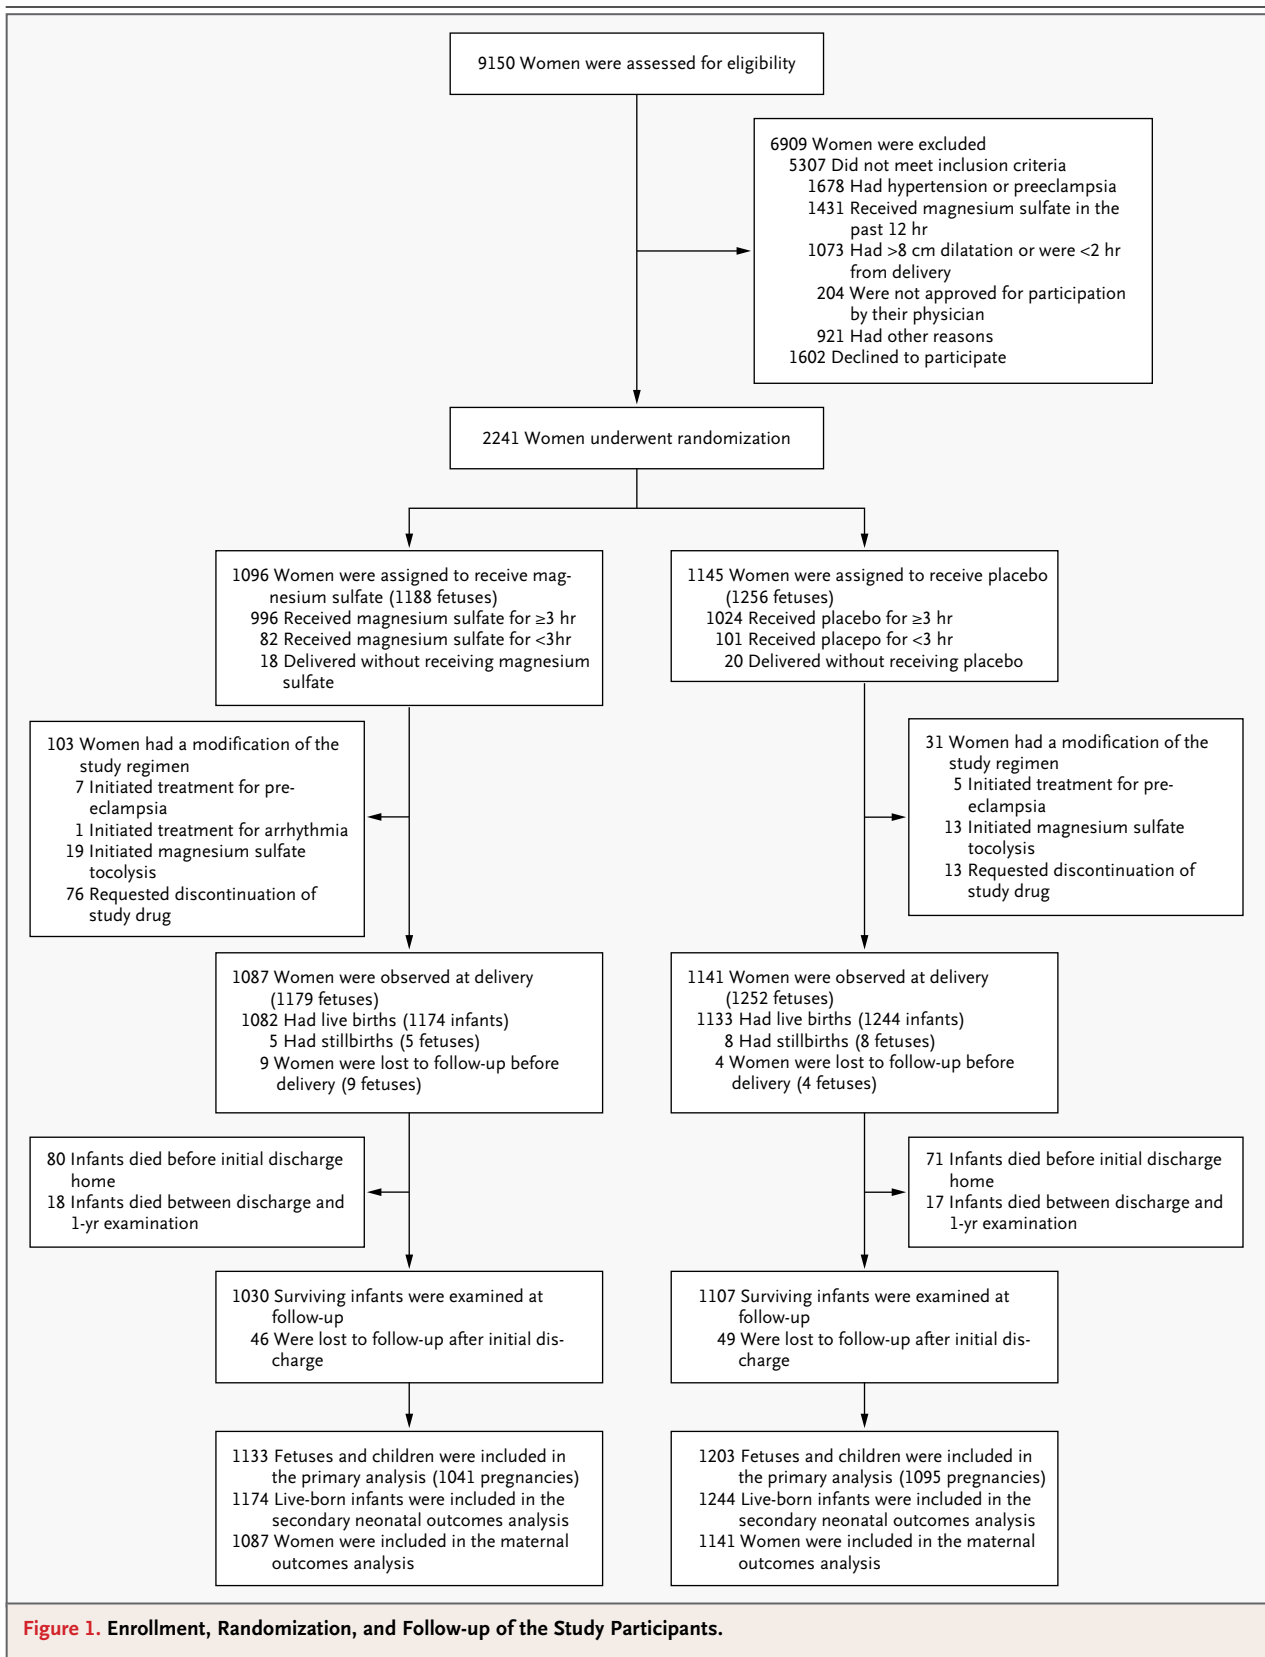 9150 Women were assessed for eligibility
6909 Women were excluded
5307 Did not meet inclusion criteria
1678 Had hypertension or preeclampsia
1431 Received magnesium sulfate in the
past 12 hr
1073 Had >8 cm dilatation or were <2 hr
from delivery
204 Were not approved for participation
by their physician
921 Had other reasons
1602 Declined to participate
2241 Women underwent randomization
1096 Women were assigned to receive mag-
nesium sulfate (1188 fetuses)
996 Received magnesium sulfate for ≥3 hr
82 Received magnesium sulfate for <3hr
18 Delivered without receiving magnesium
sulfate
1145 Women were assigned to receive placebo
(1256 fetuses)
1024 Received placebo for ≥3 hr
101 Received placepo for <3 hr
20 Delivered without receiving placebo
103 Women had a modification of the
study regimen
7 Initiated treatment for pre-
eclampsia
1 Initiated treatment for arrhythmia
19 Initiated magnesium sulfate
tocolysis
76 Requested discontinuation of
study drug
31 Women had a modification of the
study regimen
5 Initiated treatment for pre-
eclampsia
13 Initiated magnesium sulfate
tocolysis
13 Requested discontinuation of
study drug
1087 Women were observed at delivery
(1179 fetuses)
1082 Had live births (1174 infants)
5 Had stillbirths (5 fetuses)
9 Women were lost to follow-up before
delivery (9 fetuses)
1141 Women were observed at delivery
(1252 fetuses)
1133 Had live births (1244 infants)
8 Had stillbirths (8 fetuses)
4 Women were lost to follow-up before
delivery (4 fetuses)
80 Infants died before initial discharge
home
18 Infants died between discharge and
1-yr examination
71 Infants died before initial discharge
home
17 Infants died between discharge and
1-yr examination
1030 Surviving infants were examined at
follow-up
46 Were lost to follow-up after initial dis-
charge
1107 Surviving infants were examined at
follow-up
49 Were lost to follow-up after initial dis-
charge
1133 Fetuses and children were included in
the primary analysis (1041 pregnancies)
1174 Live-born infants were included in the
secondary neonatal outcomes analysis
1087 Women were included in the maternal
outcomes analysis
1203 Fetuses and children were included in
the primary analysis (1095 pregnancies)
1244 Live-born infants were included in the
secondary neonatal outcomes analysis
1141 Women were included in the maternal
outcomes analysis
Figure 1. Enrollment, Randomization, and Follow-up of the Study Participants.